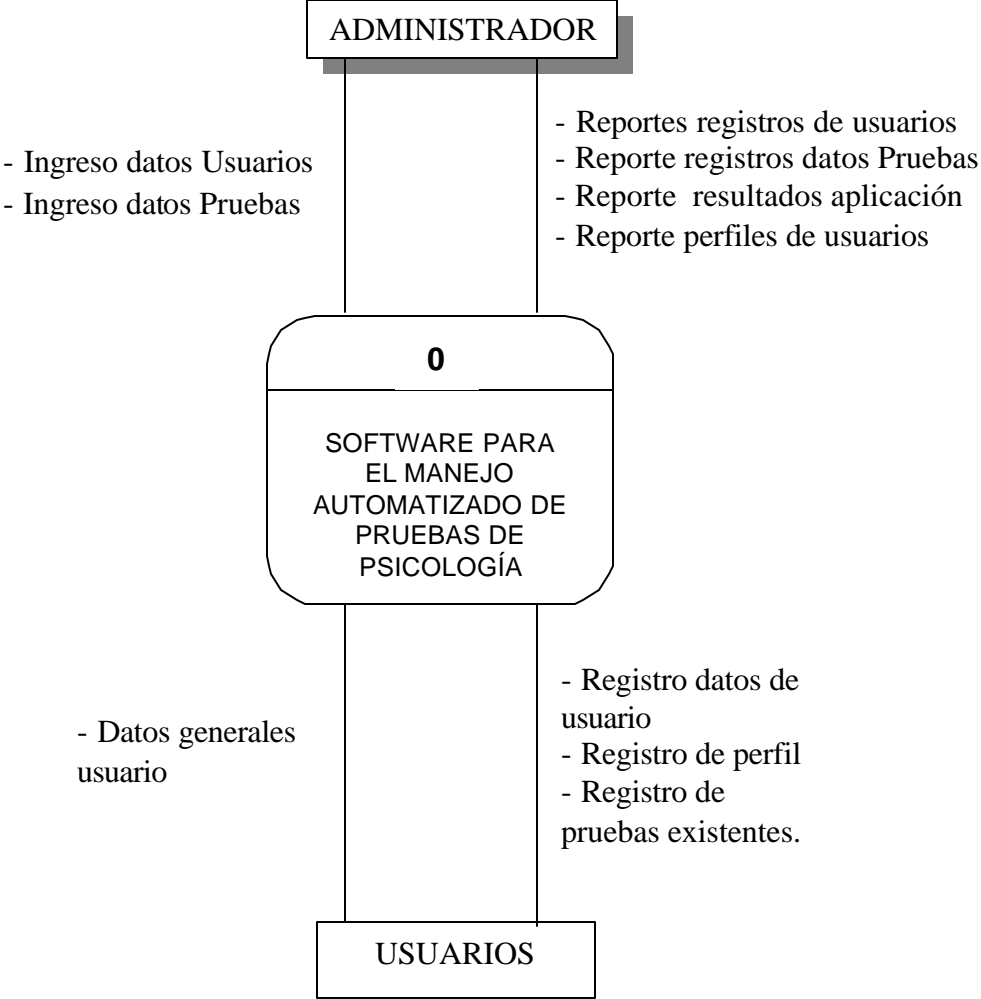 ADMINISTRADOR
- Ingreso datos Usuarios
- Ingreso datos Pruebas
- Reportes registros de usuarios
- Reporte registros datos Pruebas
- Reporte resultados aplicación
- Reporte perfiles de usuarios
0
SOFTWARE PARA
EL MANEJO
AUTOMATIZADO DE
PRUEBAS DE
PSICOLOGÍA
- Datos generales
usuario
- Registro datos de
usuario
- Registro de perfil
- Registro de
pruebas existentes.
USUARIOS